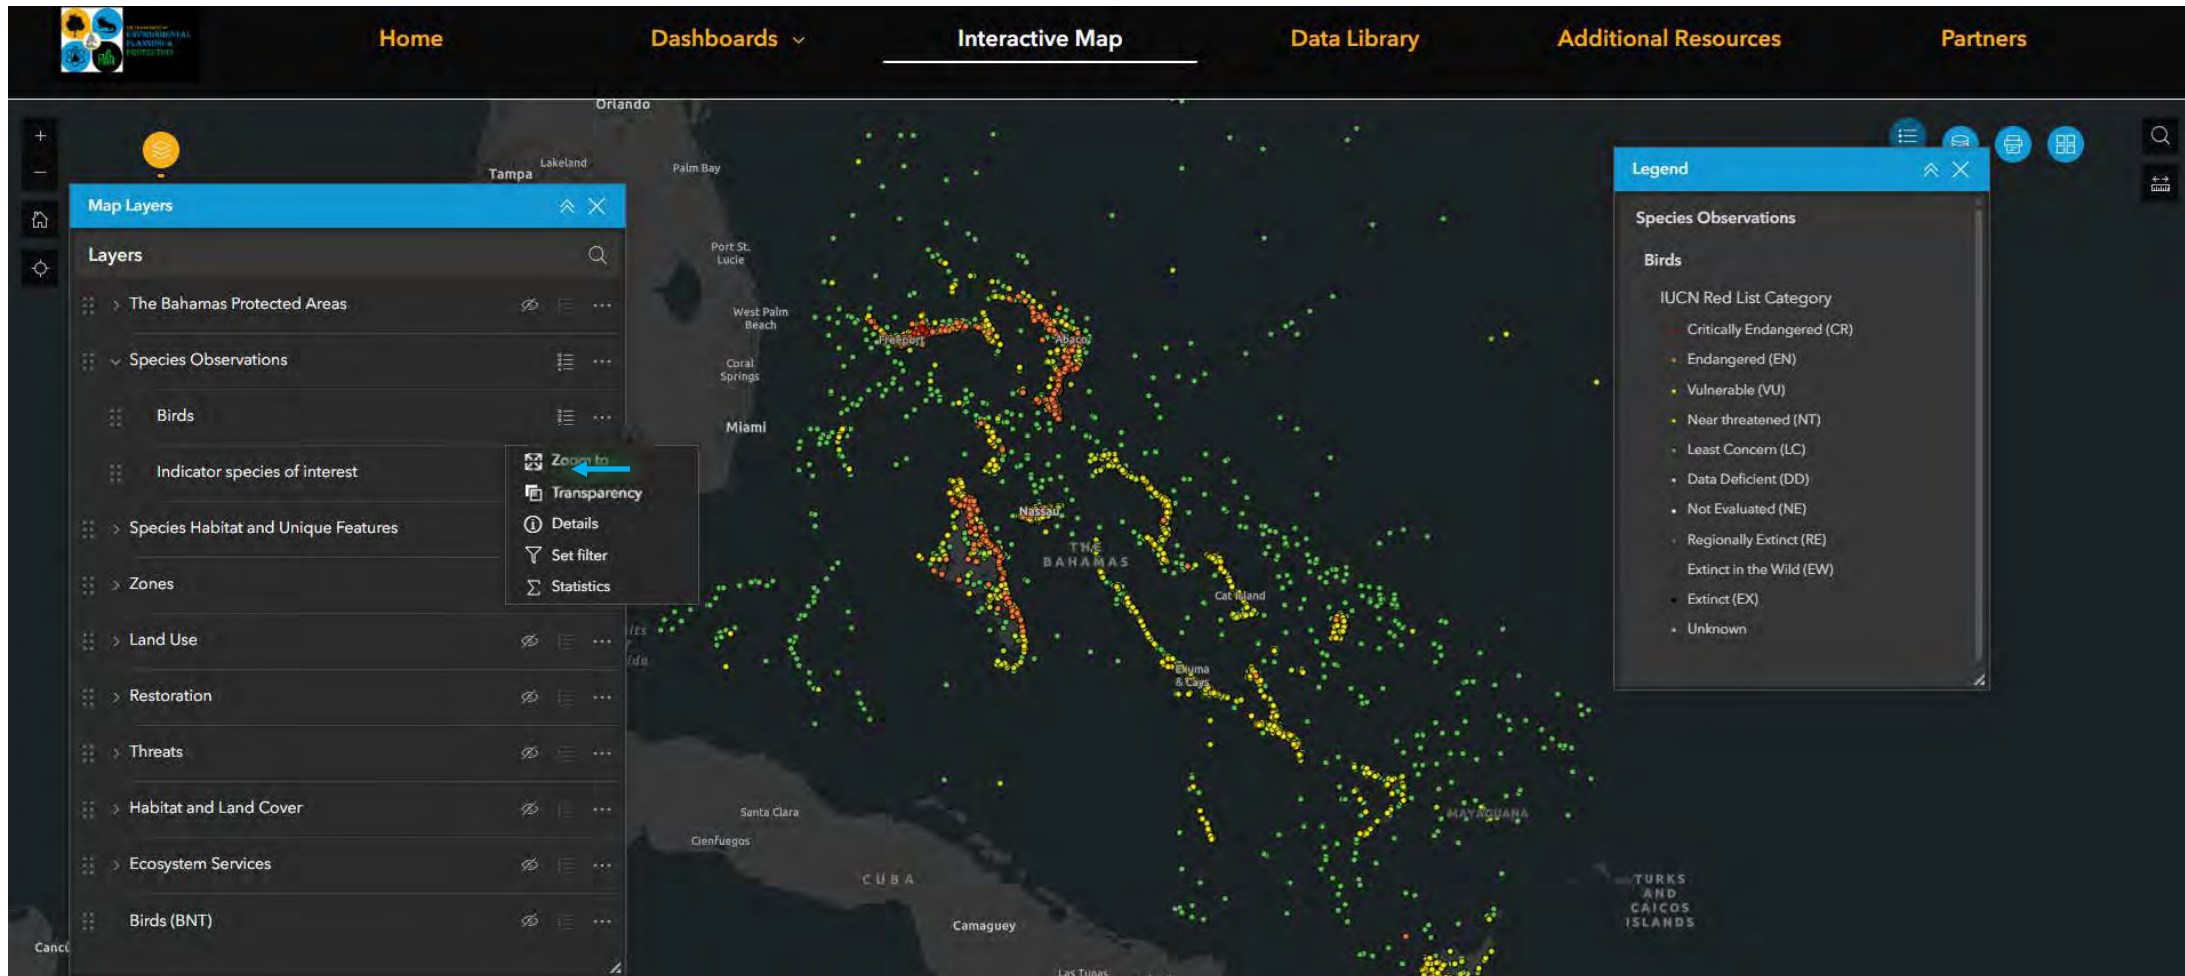 THE DEPARTMENT OF
ENVIRONMENTAL
PLANNING &
PROTECTION
Home
Dashboards
Interactive Map
Data Library
Additional Resources
Partners
Orlando
Lakeland
Tampa
Palm Bay
Port St.
Lucie
West Palm
Beach
Coral
Springs
Miami
Freeport
Abaco
Nassau
THE
BAHAMAS
Cat Island
Exuma
& Cays
MAYAGUANA
Santa Clara
Cienfuegos
CUBA
Camaguey
Las Tunas
TURKS
AND
CAICOS
ISLANDS
Map Layers
Layers
The Bahamas Protected Areas
Species Observations
Birds
Indicator species of interest
Species Habitat and Unique Features
Zones
Land Use
Restoration
Threats
Habitat and Land Cover
Ecosystem Services
Birds (BNT)
Zoom to
Transparency
Details
Set filter
Statistics
Legend
Species Observations
Birds
IUCN Red List Category
Critically Endangered (CR)
Endangered (EN)
Vulnerable (VU)
Near threatened (NT)
Least Concern (LC)
Data Deficient (DD)
Not Evaluated (NE)
Regionally Extinct (RE)
Extinct in the Wild (EW)
Extinct (EX)
Unknown